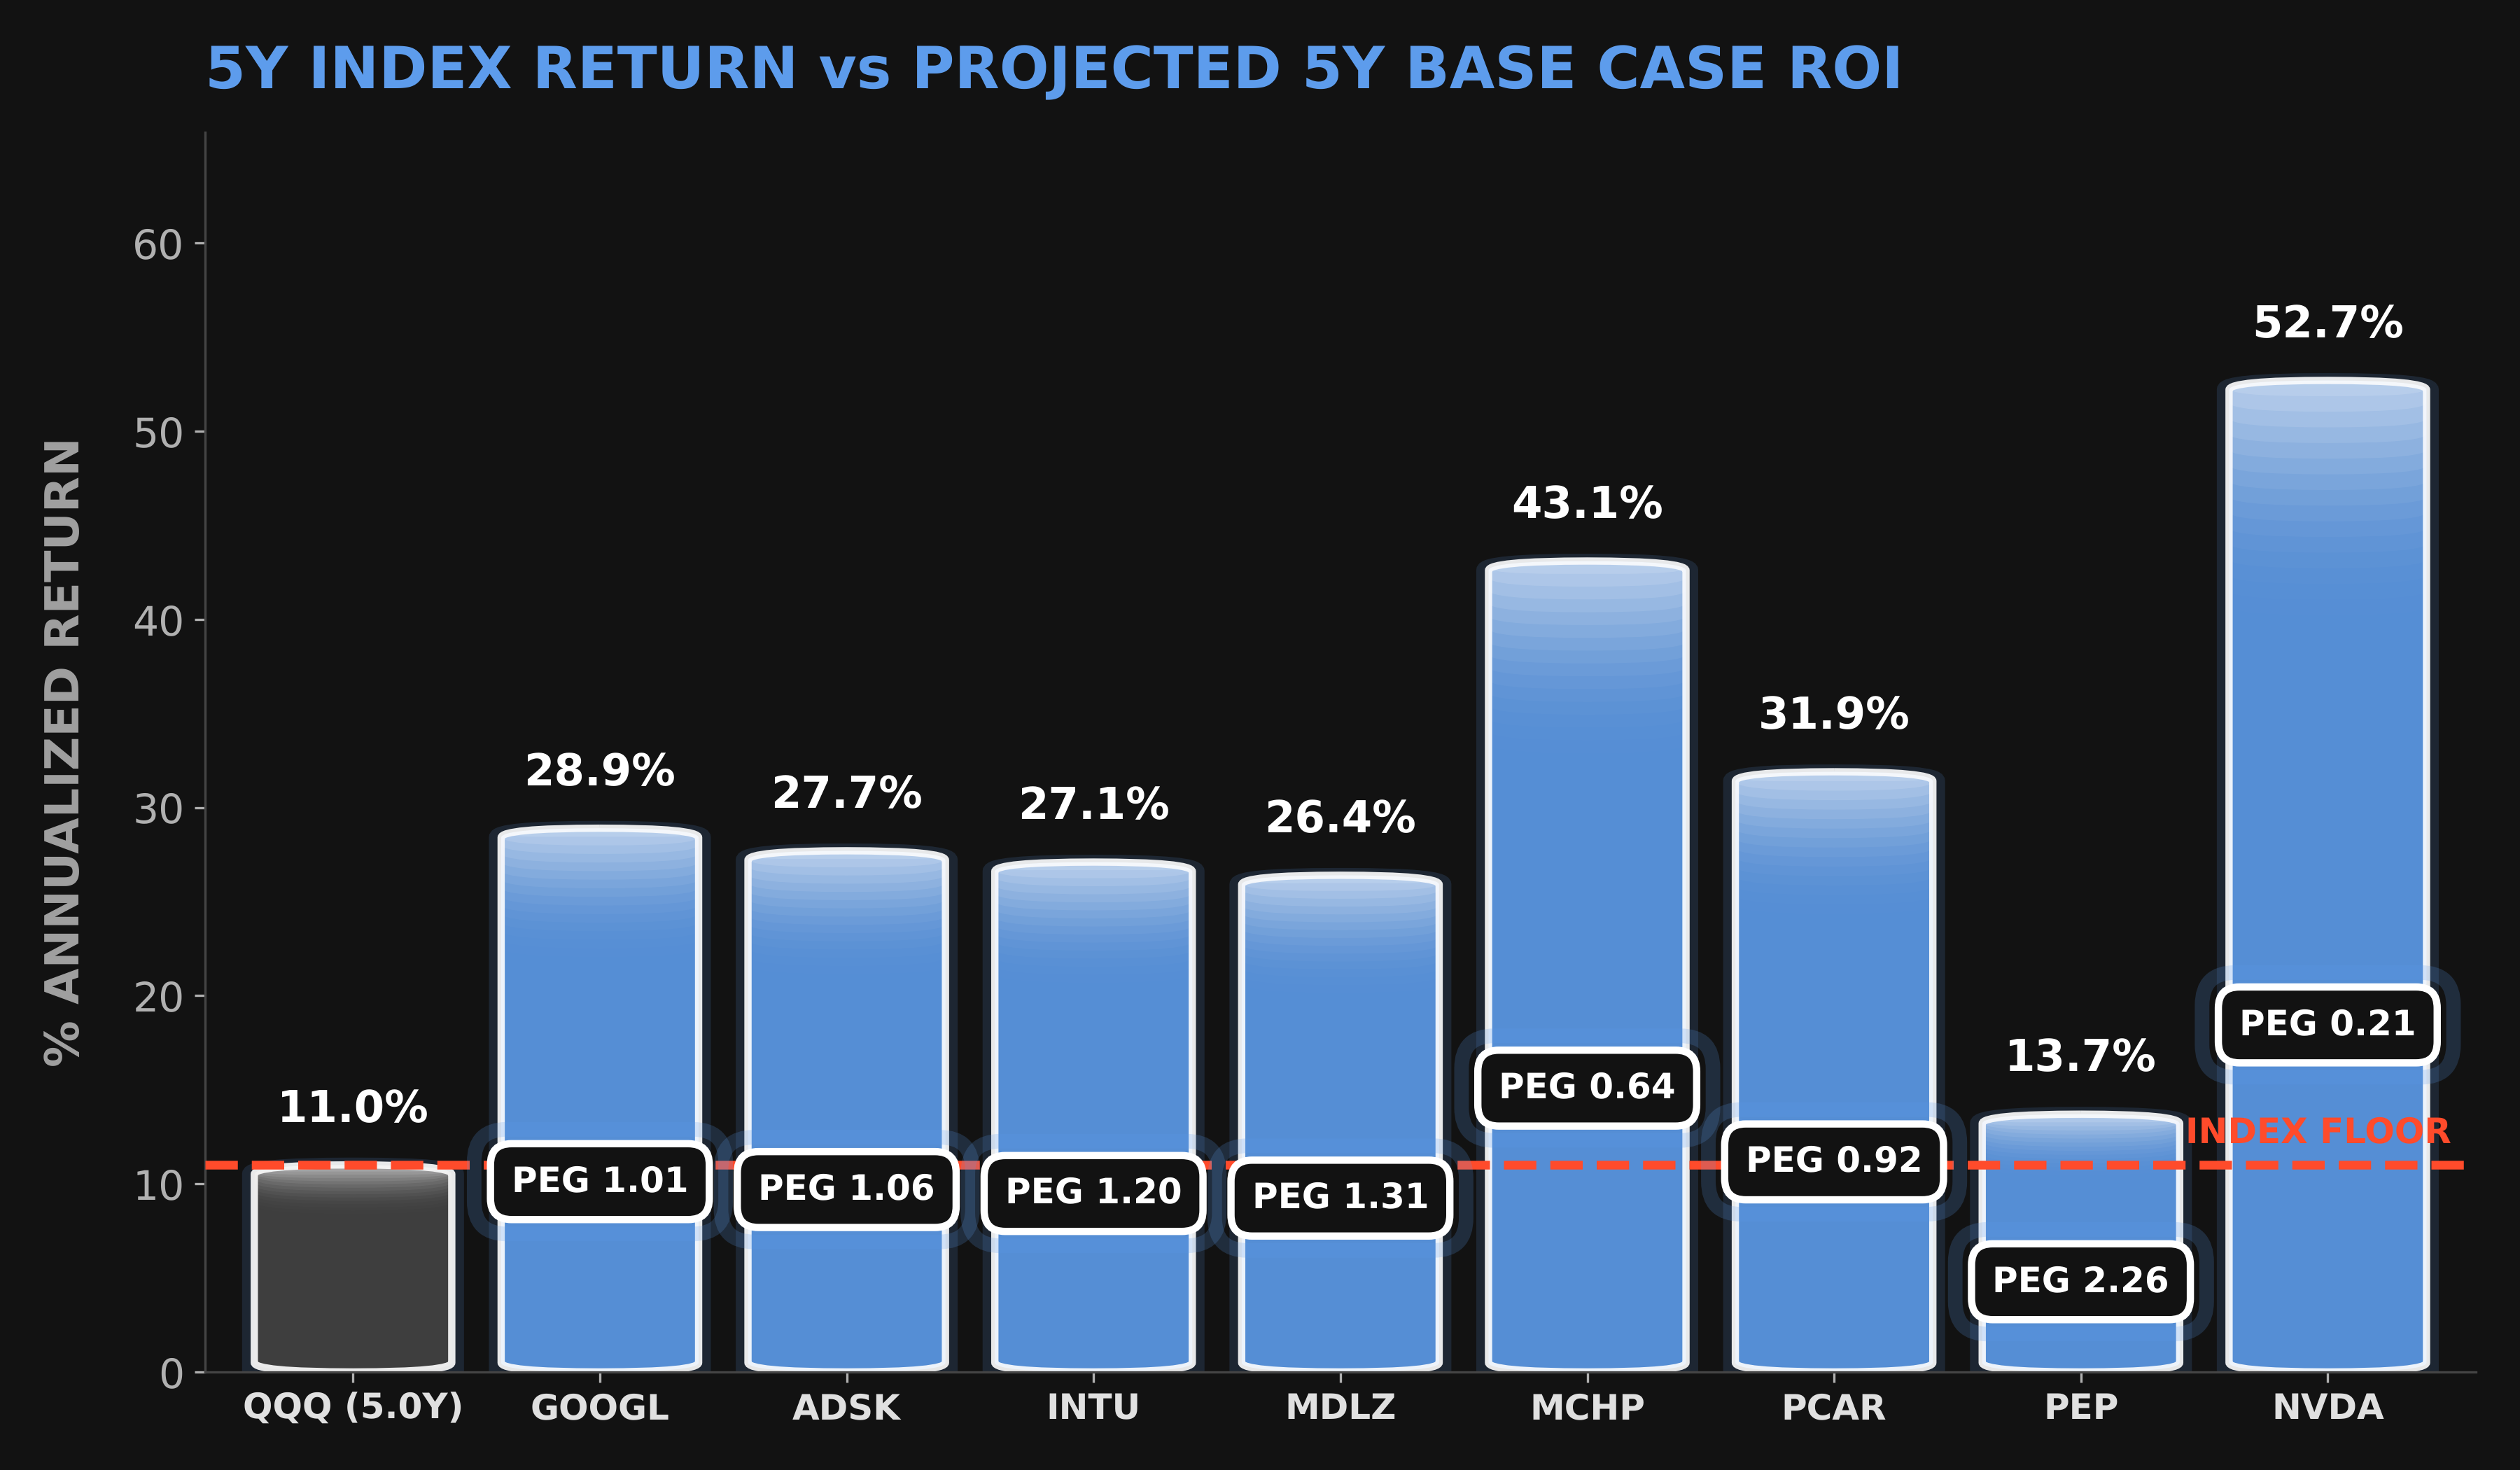 5Y INDEX RETURN vs PROJECTED 5Y BASE CASE ROI
% ANNUALIZED RETURN
60
50
40
30
20
10
0
11.0%
28.9%
27.7%
27.1%
26.4%
43.1%
31.9%
13.7%
52.7%
PEG 1.01
PEG 1.06
PEG 1.20
PEG 1.31
PEG 0.64
PEG 0.92
PEG 2.26
PEG 0.21
INDEX FLOOR
QQQ (5.0Y)
GOOGL
ADSK
INTU
MDLZ
MCHP
PCAR
PEP
NVDA